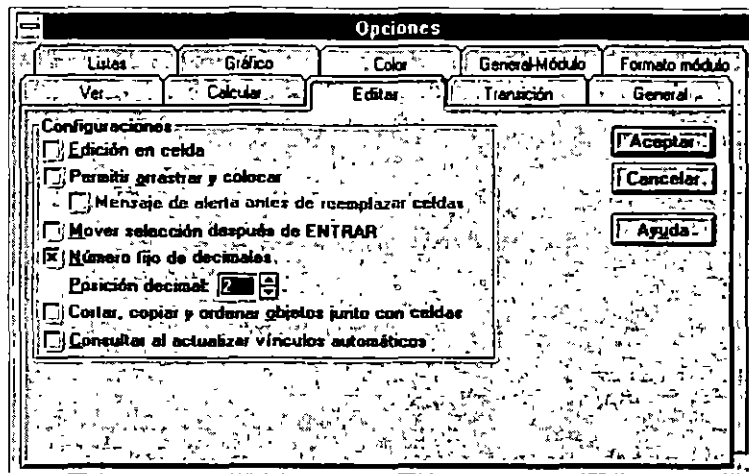 Opciones
Listas Gráfico Color General-Módulo Formato módulo
Ver Calcular Editar Transición General
Configuraciones
Edición en celda
Permitir arrastrar y colocar
Mensaje de alerta antes de reemplazar celdas
Mover selección después de ENTRAR
Número fijo de decimales
Posición decimal: 2
Cortar, copiar y ordenar objetos junto con celdas
Consultar al actualizar vínculos automáticos
Aceptar
Cancelar
Ayuda